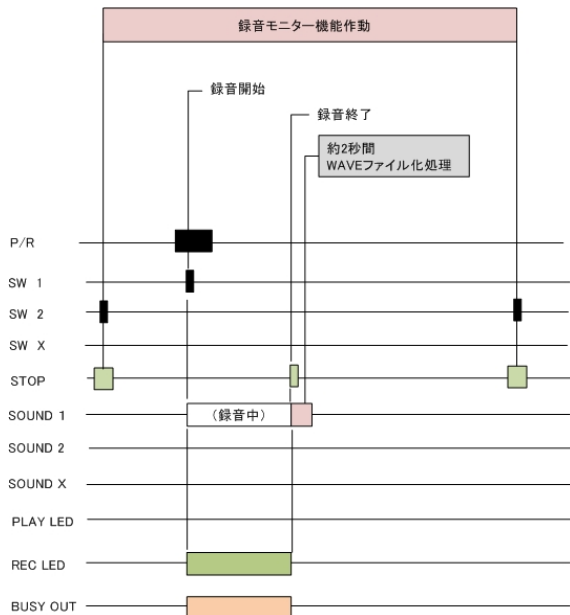 録音モニター機能作動
録音開始
録音終了
約2秒間
WAVEファイル化処理
P/R
SW 1
SW 2
SW X
STOP
SOUND 1
（録音中）
SOUND 2
SOUND X
PLAY LED
REC LED
BUSY OUT